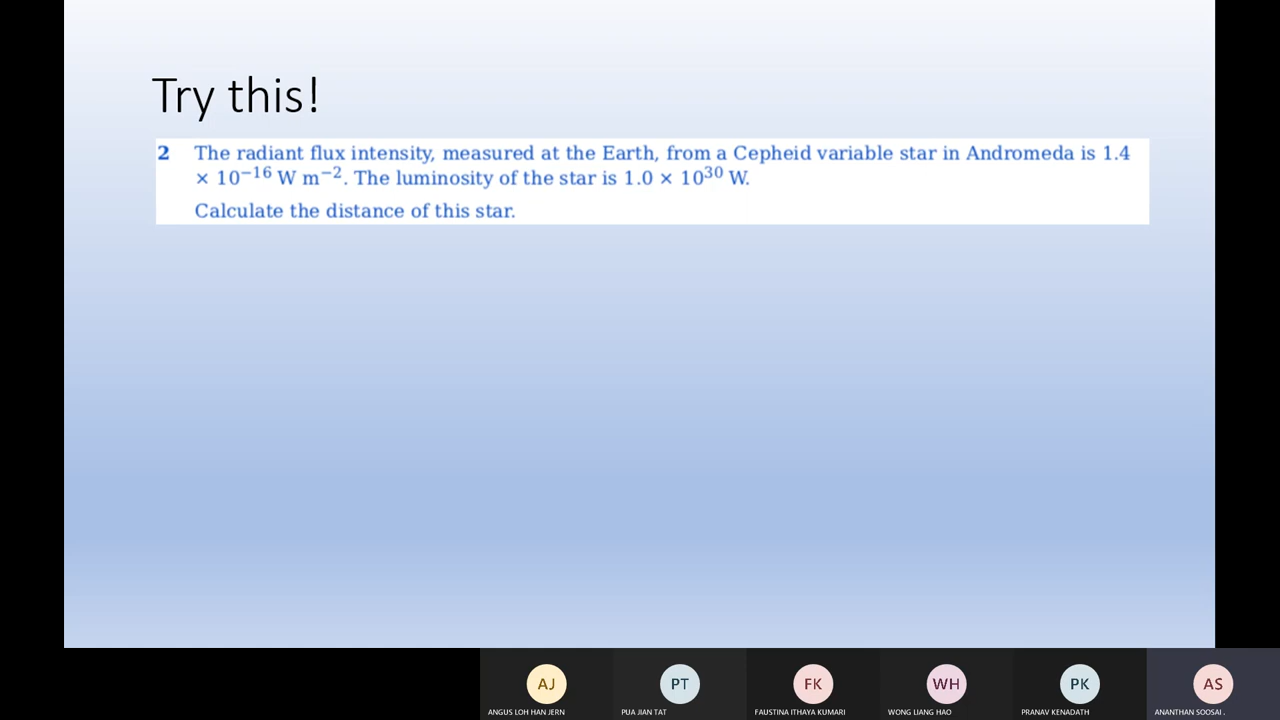 Try this!
2 The radiant flux intensity, measured at the Earth, from a Cepheid variable star in Andromeda is 1.4
× 10⁻¹⁶ W m⁻². The luminosity of the star is 1.0 × 10³⁰ W.
Calculate the distance of this star.
AJ PT FK WH PK AS
ANGUS LOH HAN JERN PUA JIAN TAT FAUSTINA ITHAYA KUMARI WONG LIANG HAO PRANAV KENADATH ANANTHAN SOOSAI .